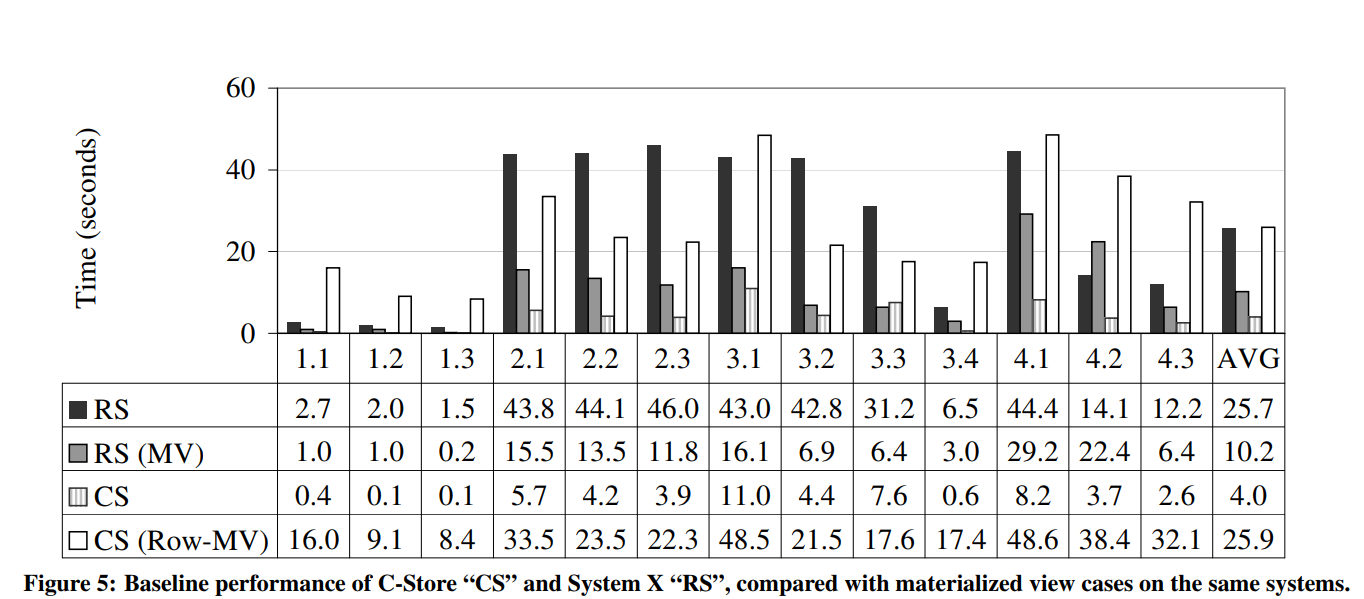 60
40
20
0
Time (seconds)
1.1 1.2 1.3 2.1 2.2 2.3 3.1 3.2 3.3 3.4 4.1 4.2 4.3 AVG
RS 2.7 2.0 1.5 43.8 44.1 46.0 43.0 42.8 31.2 6.5 44.4 14.1 12.2 25.7
RS (MV) 1.0 1.0 0.2 15.5 13.5 11.8 16.1 6.9 6.4 3.0 29.2 22.4 6.4 10.2
CS 0.4 0.1 0.1 5.7 4.2 3.9 11.0 4.4 7.6 0.6 8.2 3.7 2.6 4.0
CS (Row-MV) 16.0 9.1 8.4 33.5 23.5 22.3 48.5 21.5 17.6 17.4 48.6 38.4 32.1 25.9
Figure 5: Baseline performance of C-Store “CS” and System X “RS”, compared with materialized view cases on the same systems.